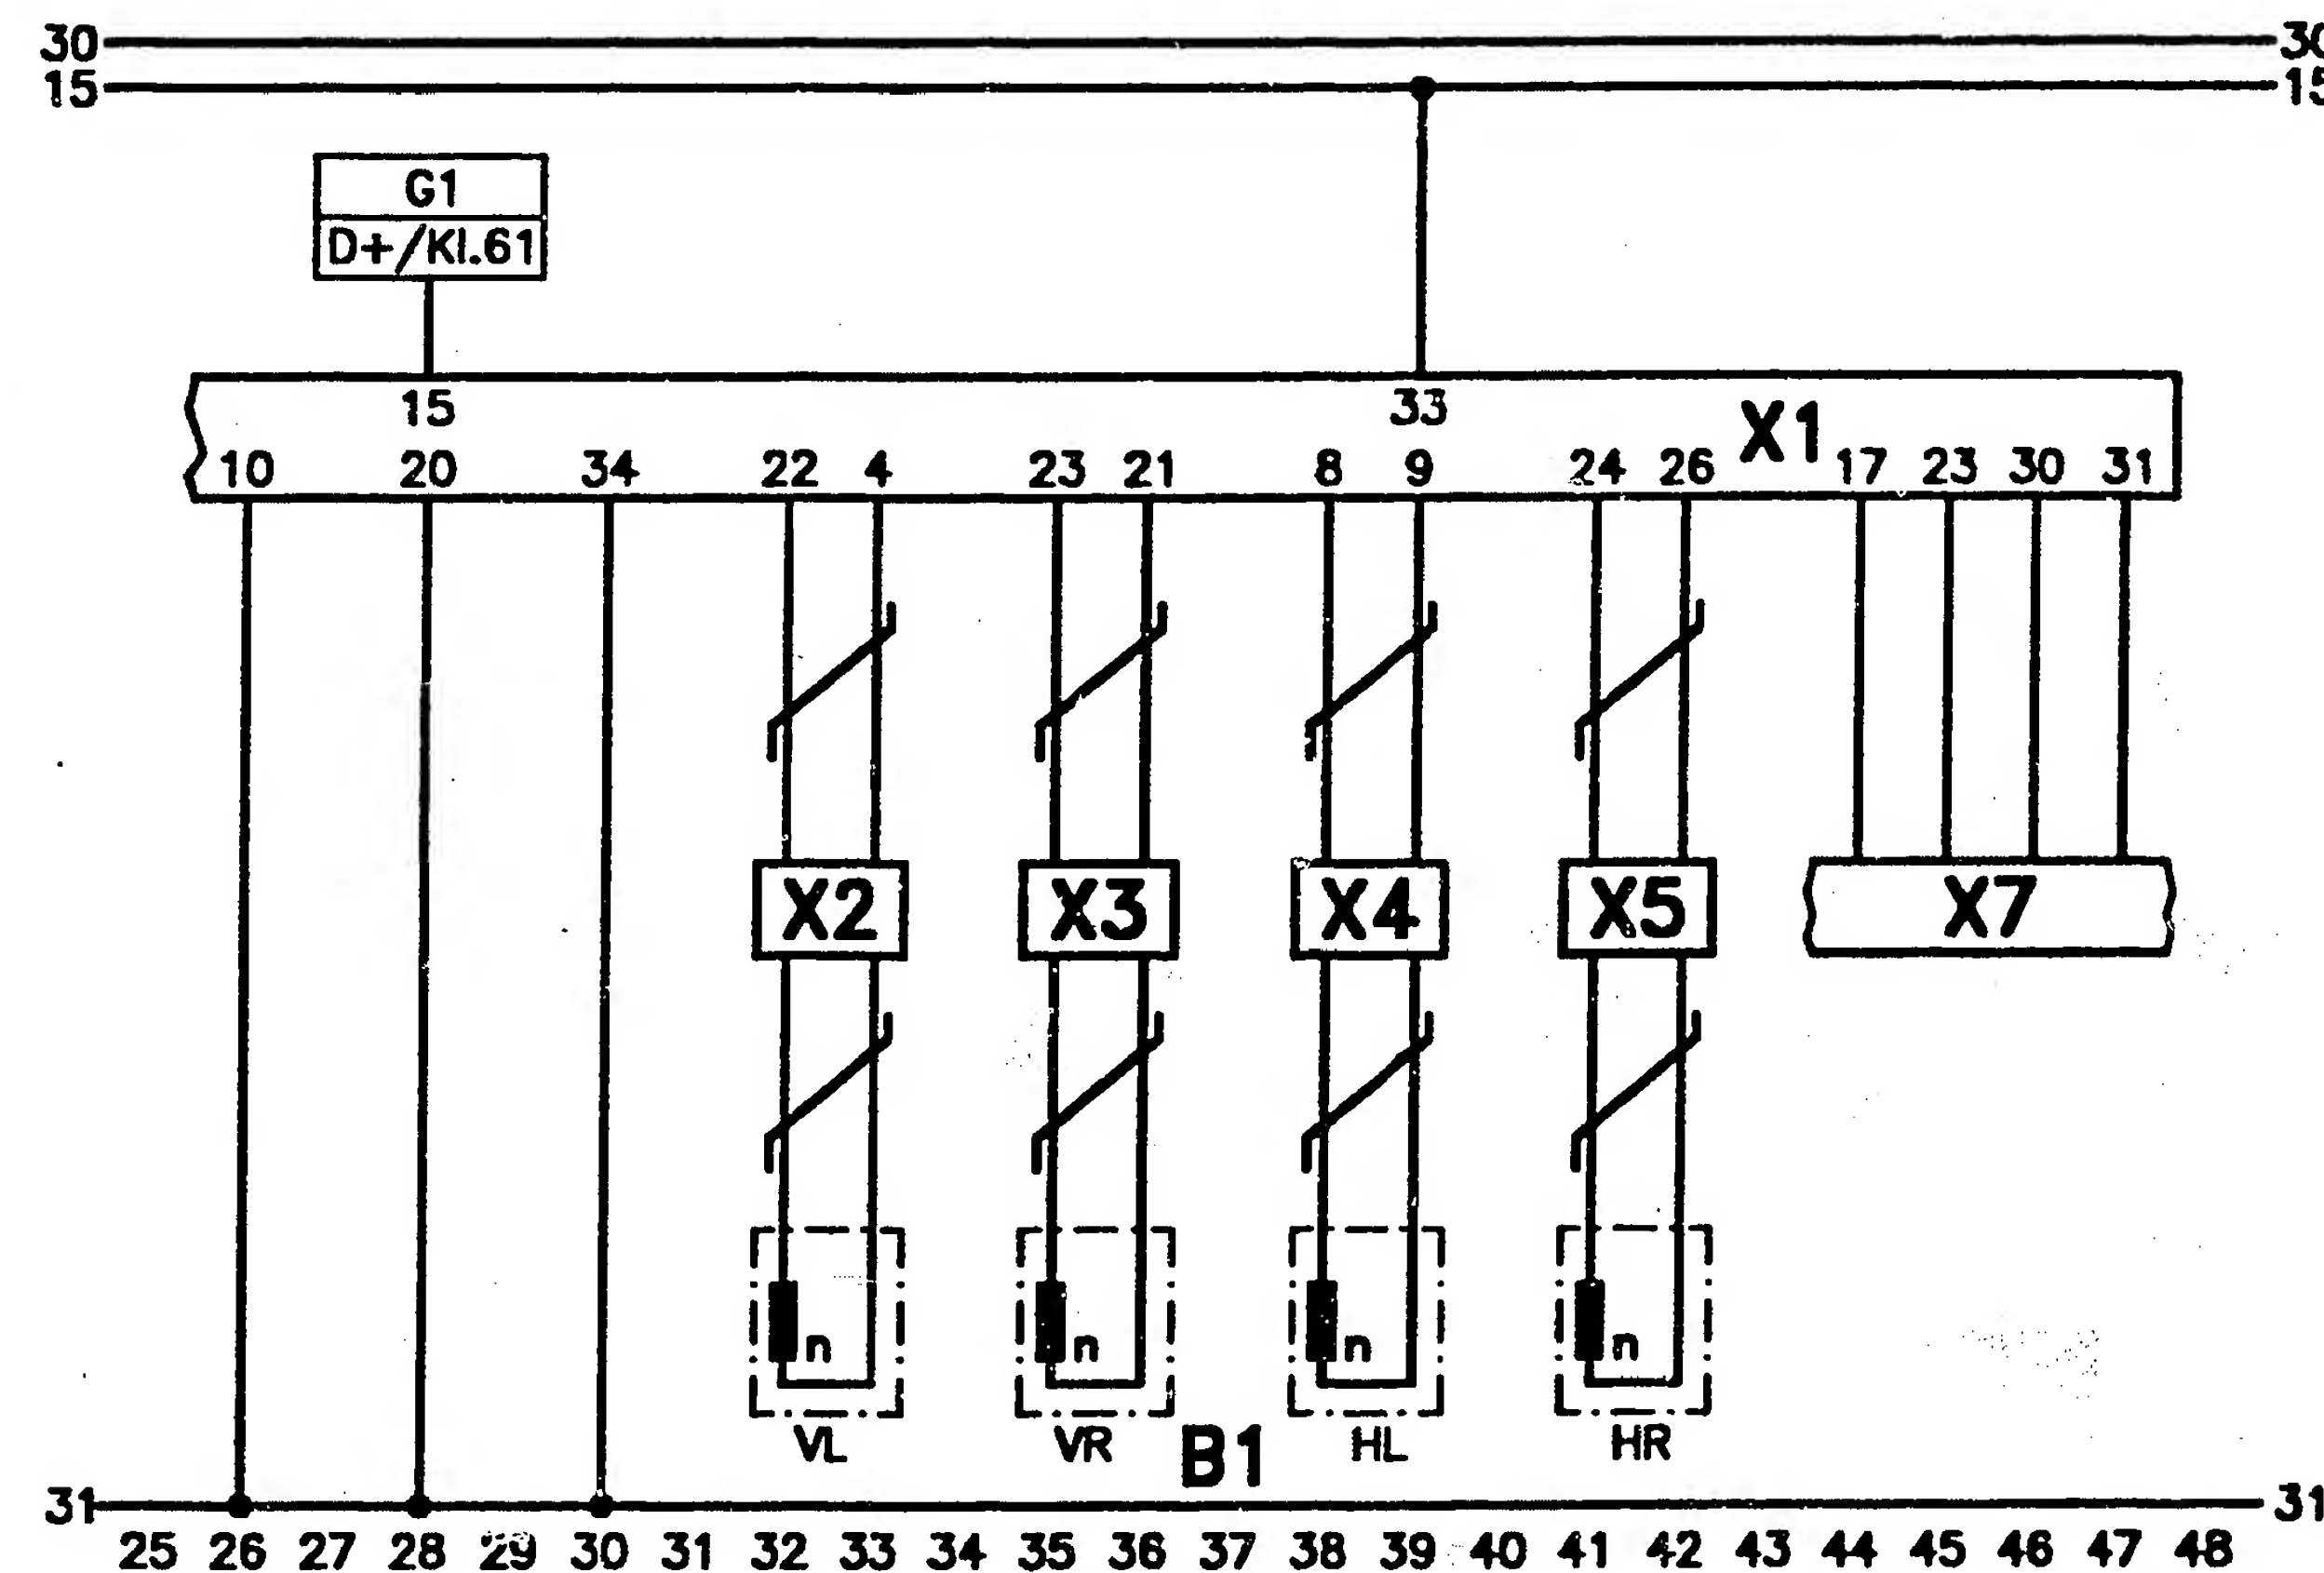 30 30
15 15
G1
D+/Kl.61
15 33 X1
10 20 34 22 4 23 21 8 9 24 26 17 23 30 31
X2 X3 X4 X5 X7
n n n n
VL VR B1 HL HR
31 31
25 26 27 28 29 30 31 32 33 34 35 36 37 38 39 40 41 42 43 44 45 46 47 48